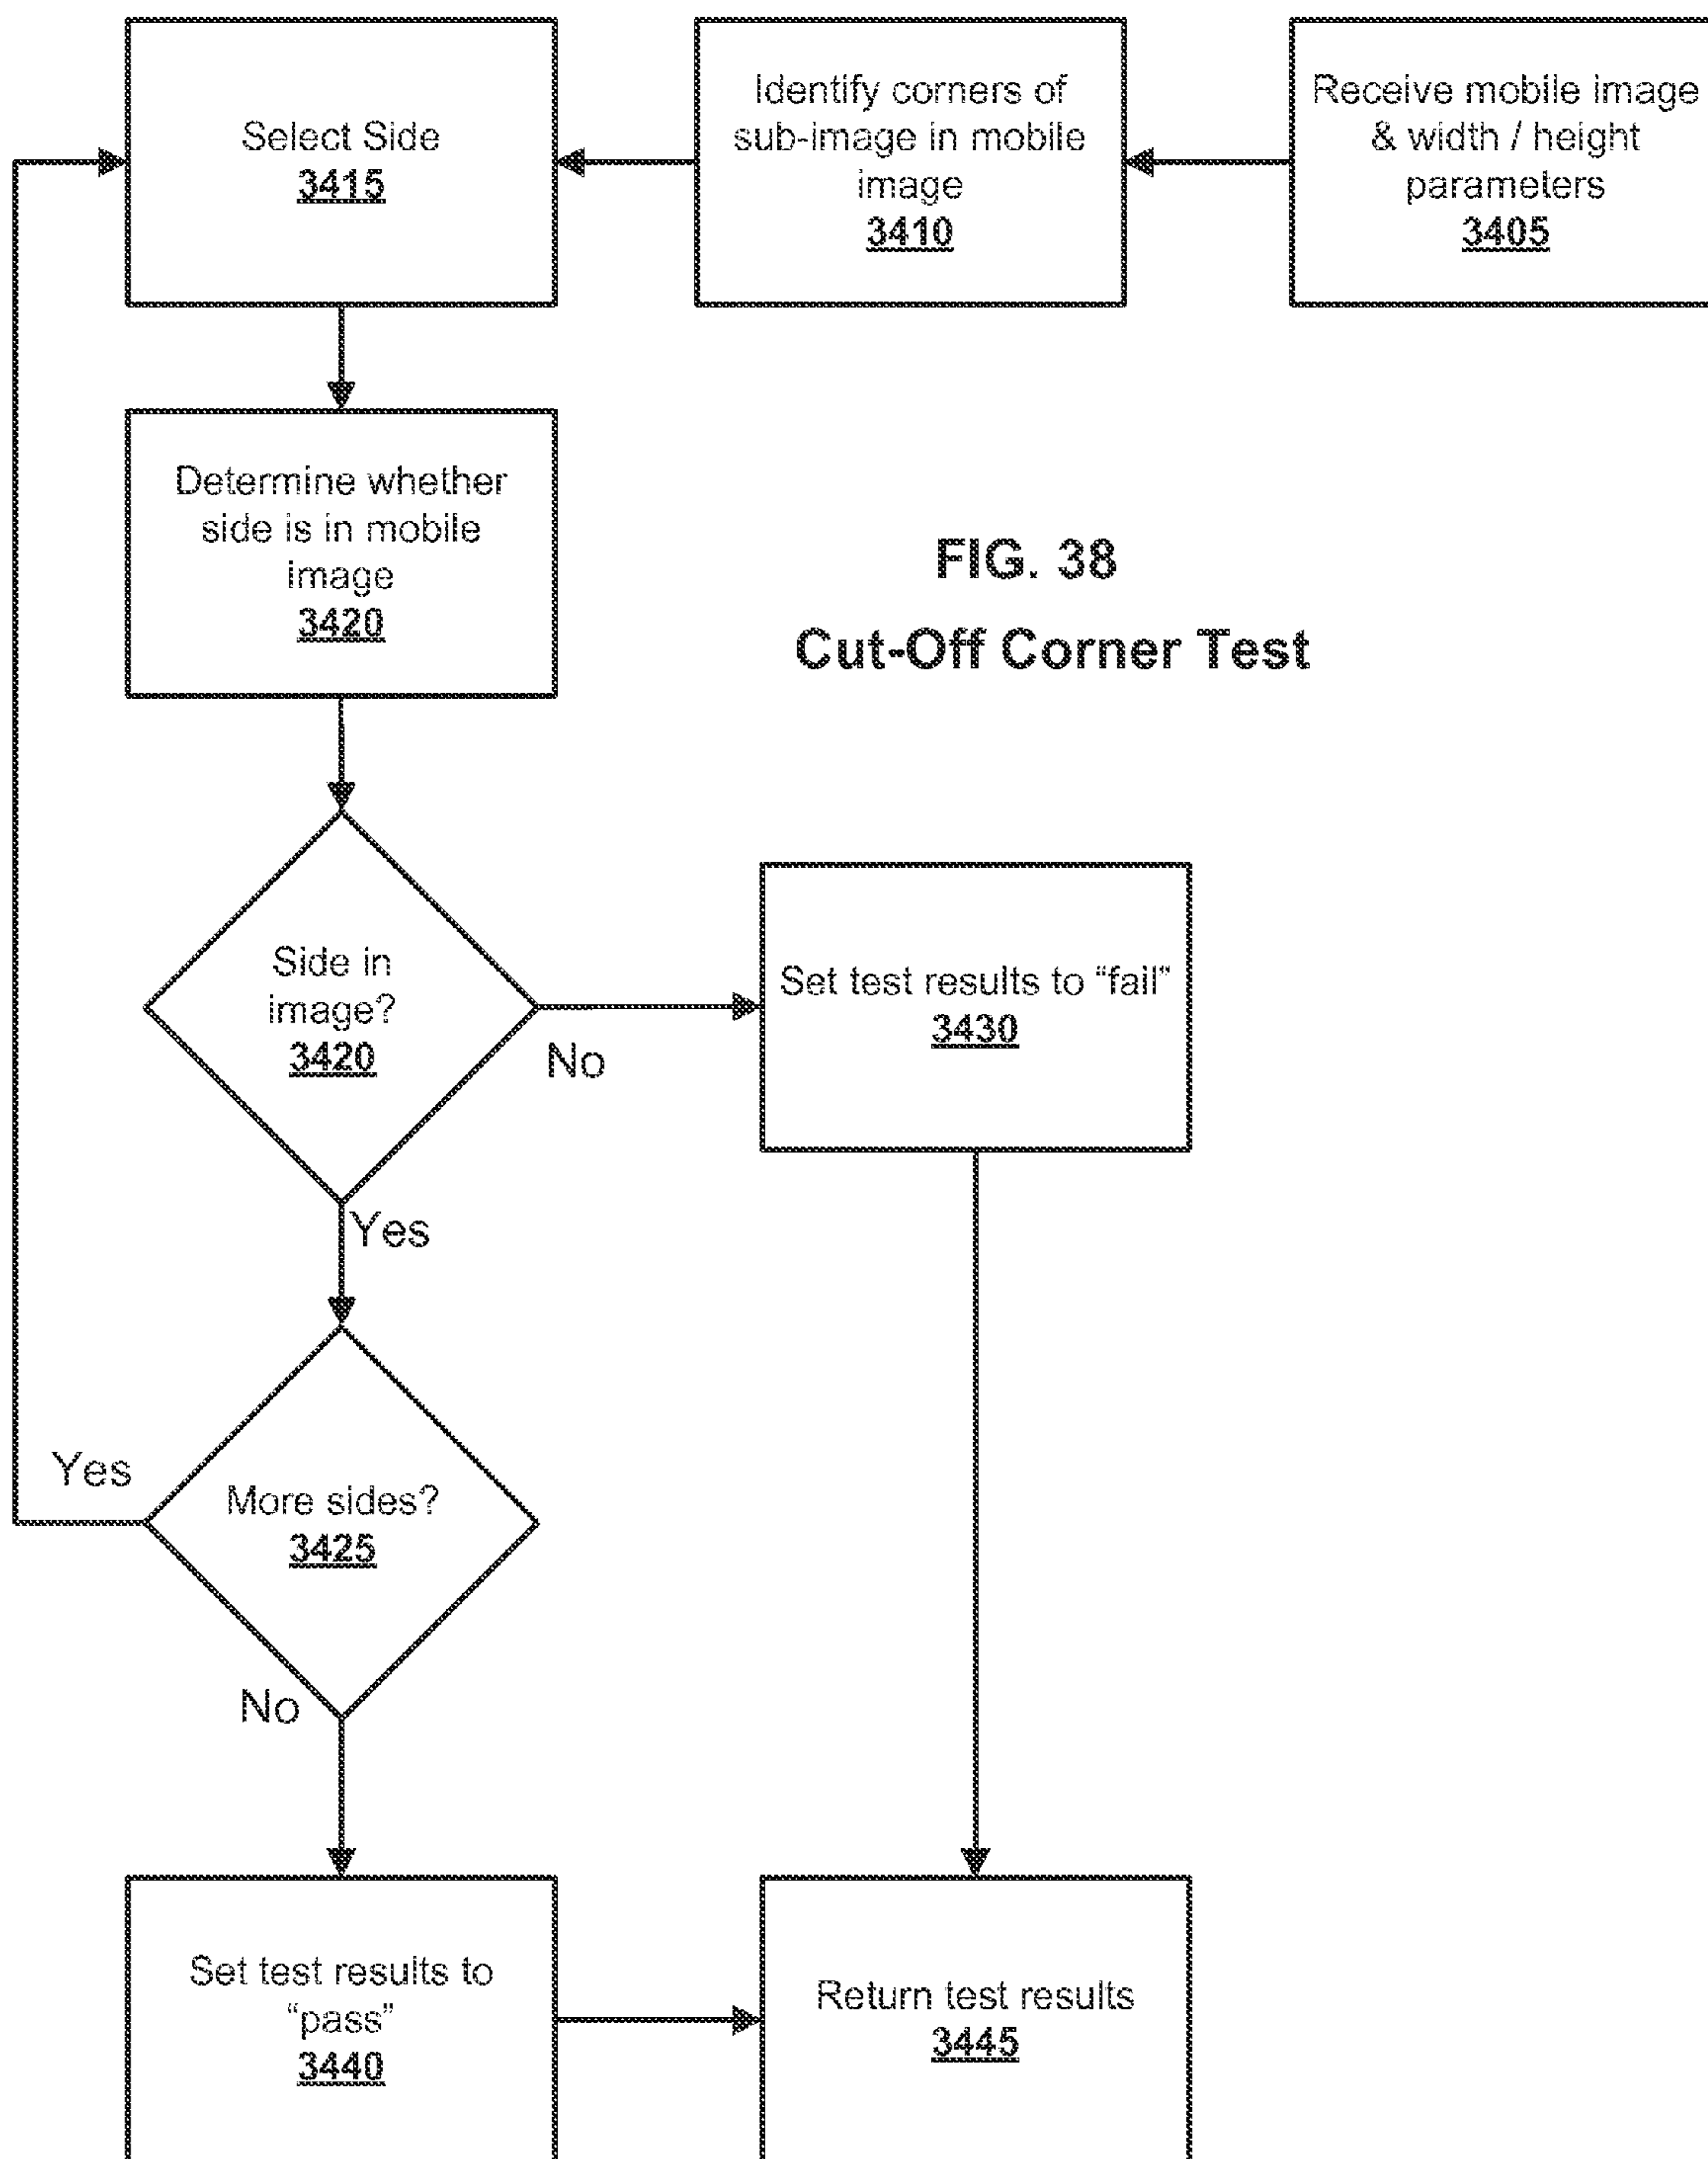 Select Side
3415
Identify corners of
sub-image in mobile
image
3410
Receive mobile image
& width / height
parameters
3405
Determine whether
side is in mobile
image
3420
FIG. 38
Cut-Off Corner Test
Side in
image?
3420
No
Set test results to “fail”
3430
Yes
Yes
More sides?
3425
No
Set test results to
“pass”
3440
Return test results
3445